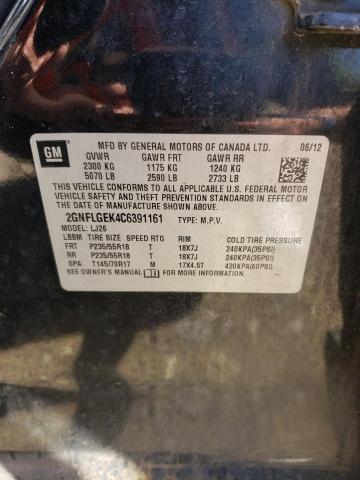 GM
MFD BY GENERAL MOTORS OF CANADA LTD. 06/12
GVWR GAWR FRT GAWR RR
2300 KG 1175 KG 1240 KG
5070 LB 2590 LB 2733 LB
THIS VEHICLE CONFORMS TO ALL APPLICABLE U.S. FEDERAL MOTOR
VEHICLE SAFETY AND THEFT PREVENTION STANDARDS IN EFFECT ON
THE DATE OF MANUFACTURE SHOWN ABOVE.
2GNFLGEK4C6391161 TYPE: M.P.V.
MODEL: LJ26
LBBM TIRE SIZE SPEED RTG RIM COLD TIRE PRESSURE
FRT P235/55R18 T 18X7J 240KPA(35PSI)
RR P235/55R18 T 18X7J 240KPA(35PSI)
SPA T145/70R17 M 17X4.5T 420KPA(60PSI)
SEE OWNER'S MANUAL FOR ADDITIONAL INFORMATION.